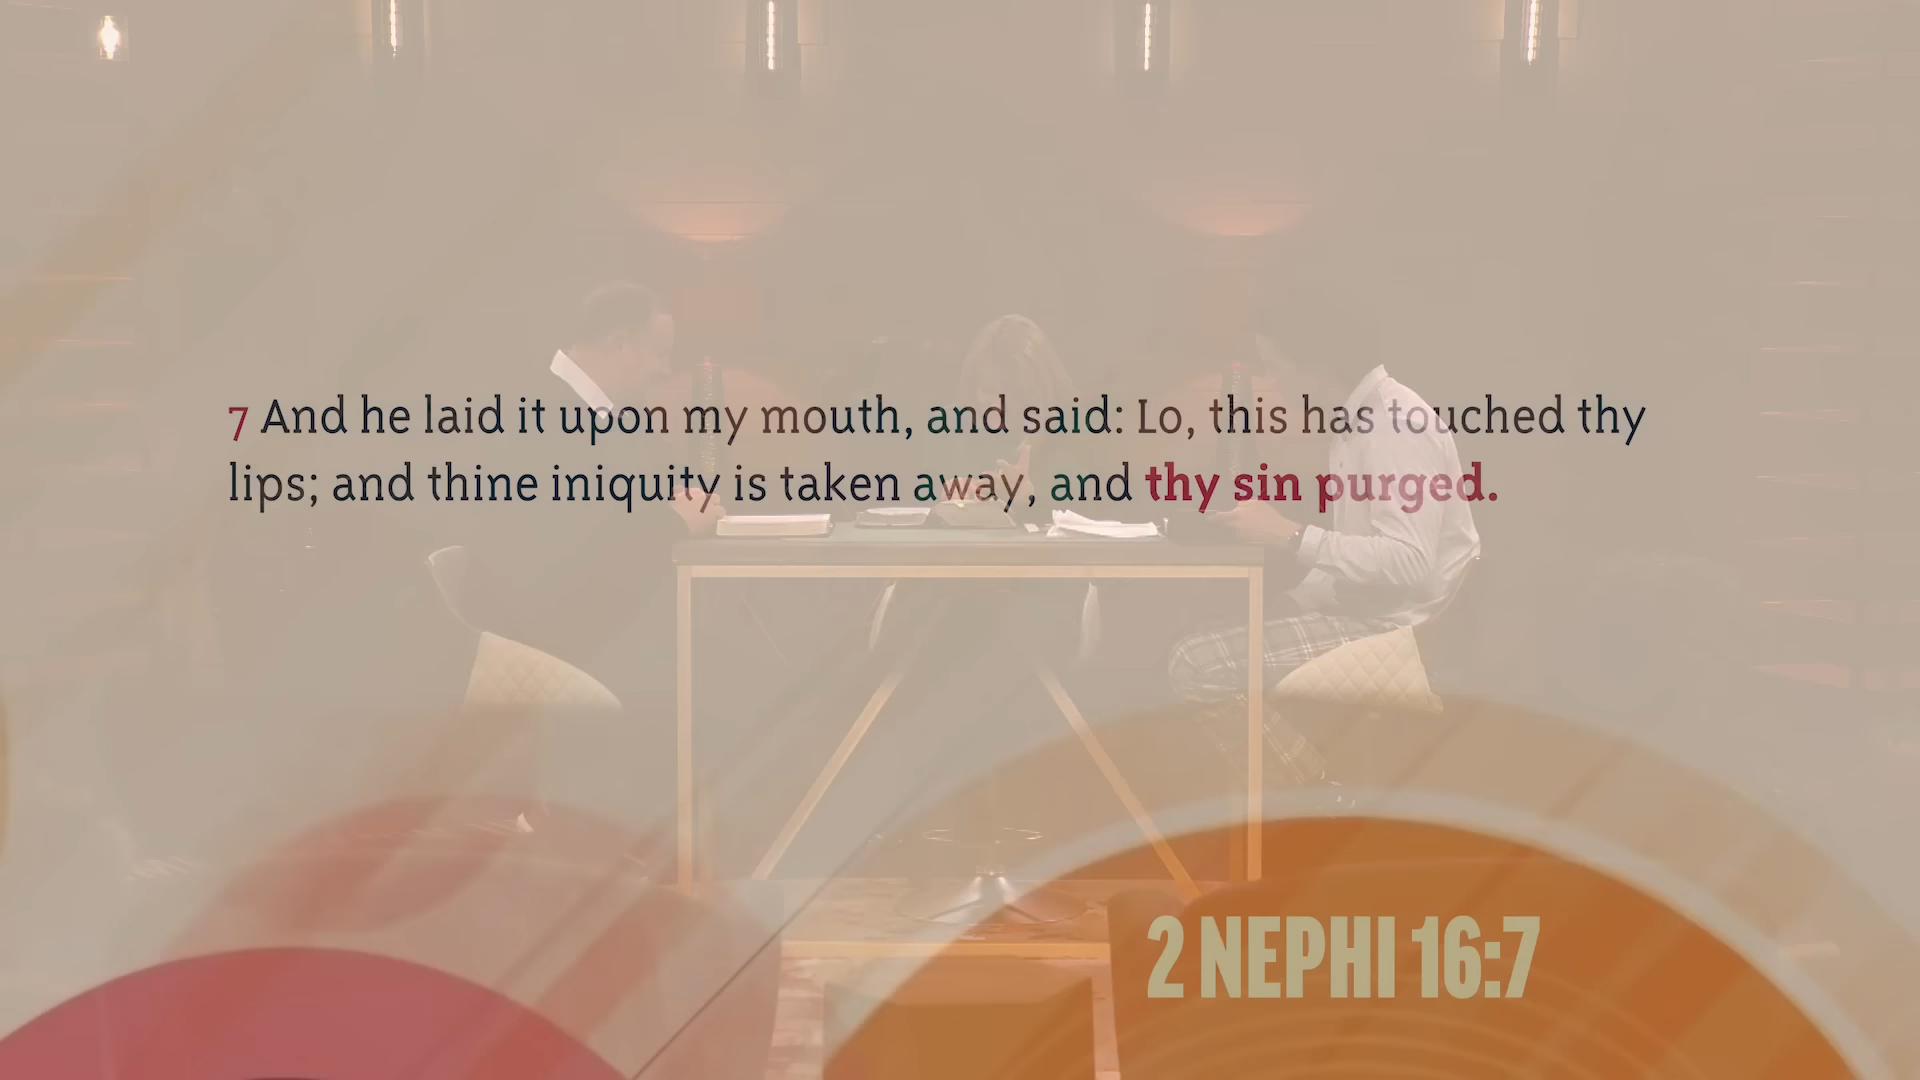 7 And he laid it upon my mouth, and said: Lo, this has touched thy
lips; and thine iniquity is taken away, and thy sin purged.
2 NEPHI 16:7